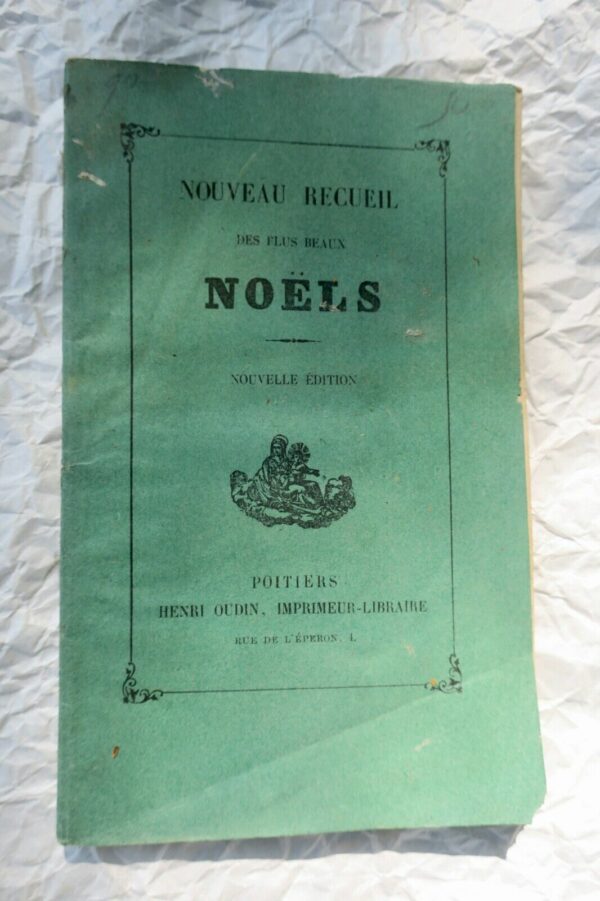 NOUVEAU RECUEIL
DES PLUS BEAUX
NOËLS
NOUVELLE ÉDITION
POITIERS
HENRI OUDIN, IMPRIMEUR-LIBRAIRE
RUE DE L'ÉPERON, 4.